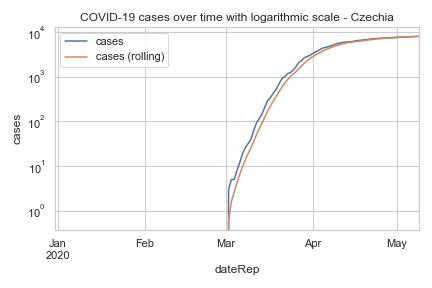 COVID-19 cases over time with logarithmic scale - Czechia
cases
cases (rolling)
10⁴
10³
10²
10¹
10⁰
cases
Jan Feb Mar Apr May
2020
dateRep